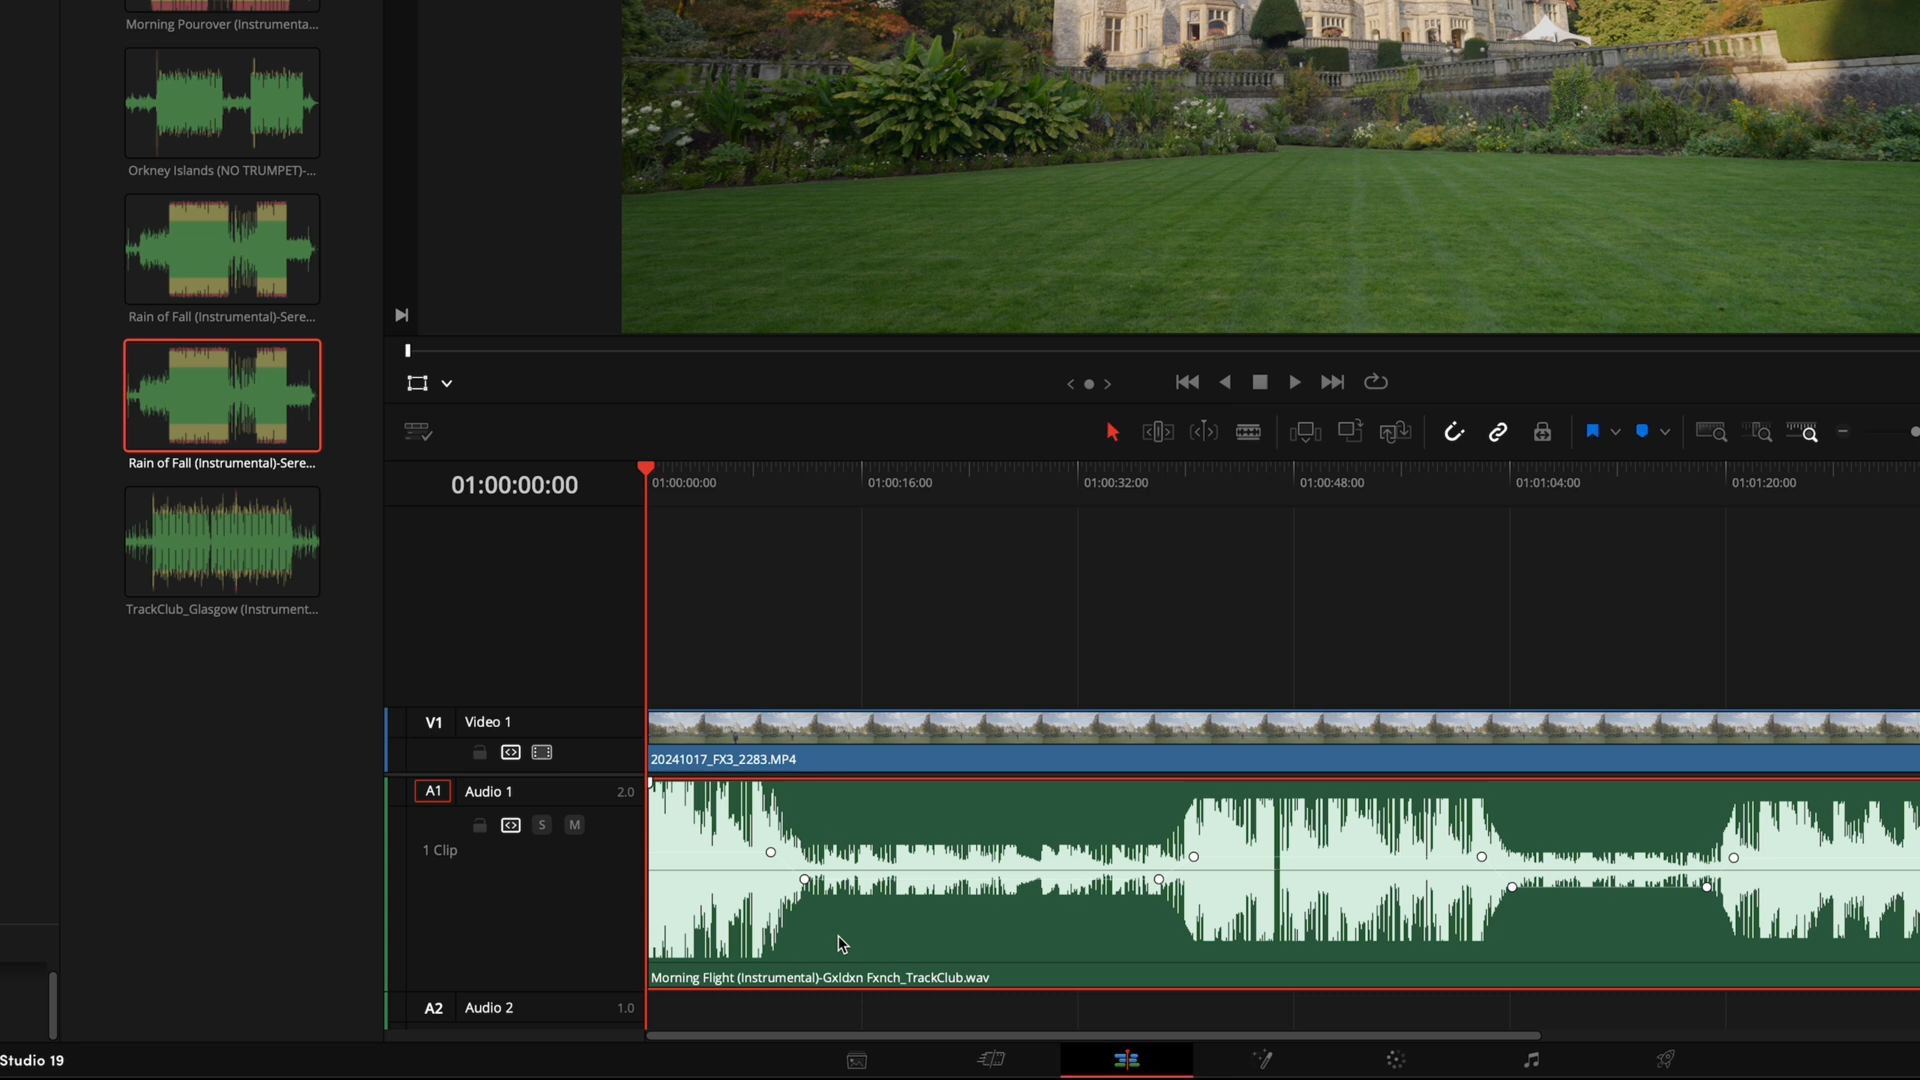 Morning Pourover (Instrumenta...
Orkney Islands (NO TRUMPET)-...
Rain of Fall (Instrumental)-Sere...
Rain of Fall (Instrumental)-Sere...
TrackClub_Glasgow (Instrument...
01:00:00:00
01:00:00:00
01:00:16:00
01:00:32:00
01:00:48:00
01:01:04:00
01:01:20:00
V1 Video 1
20241017_FX3_2283.MP4
A1 Audio 1 2.0
S M
1 Clip
Morning Flight (Instrumental)-Gxldxn Fxnch_TrackClub.wav
A2 Audio 2 1.0
Studio 19